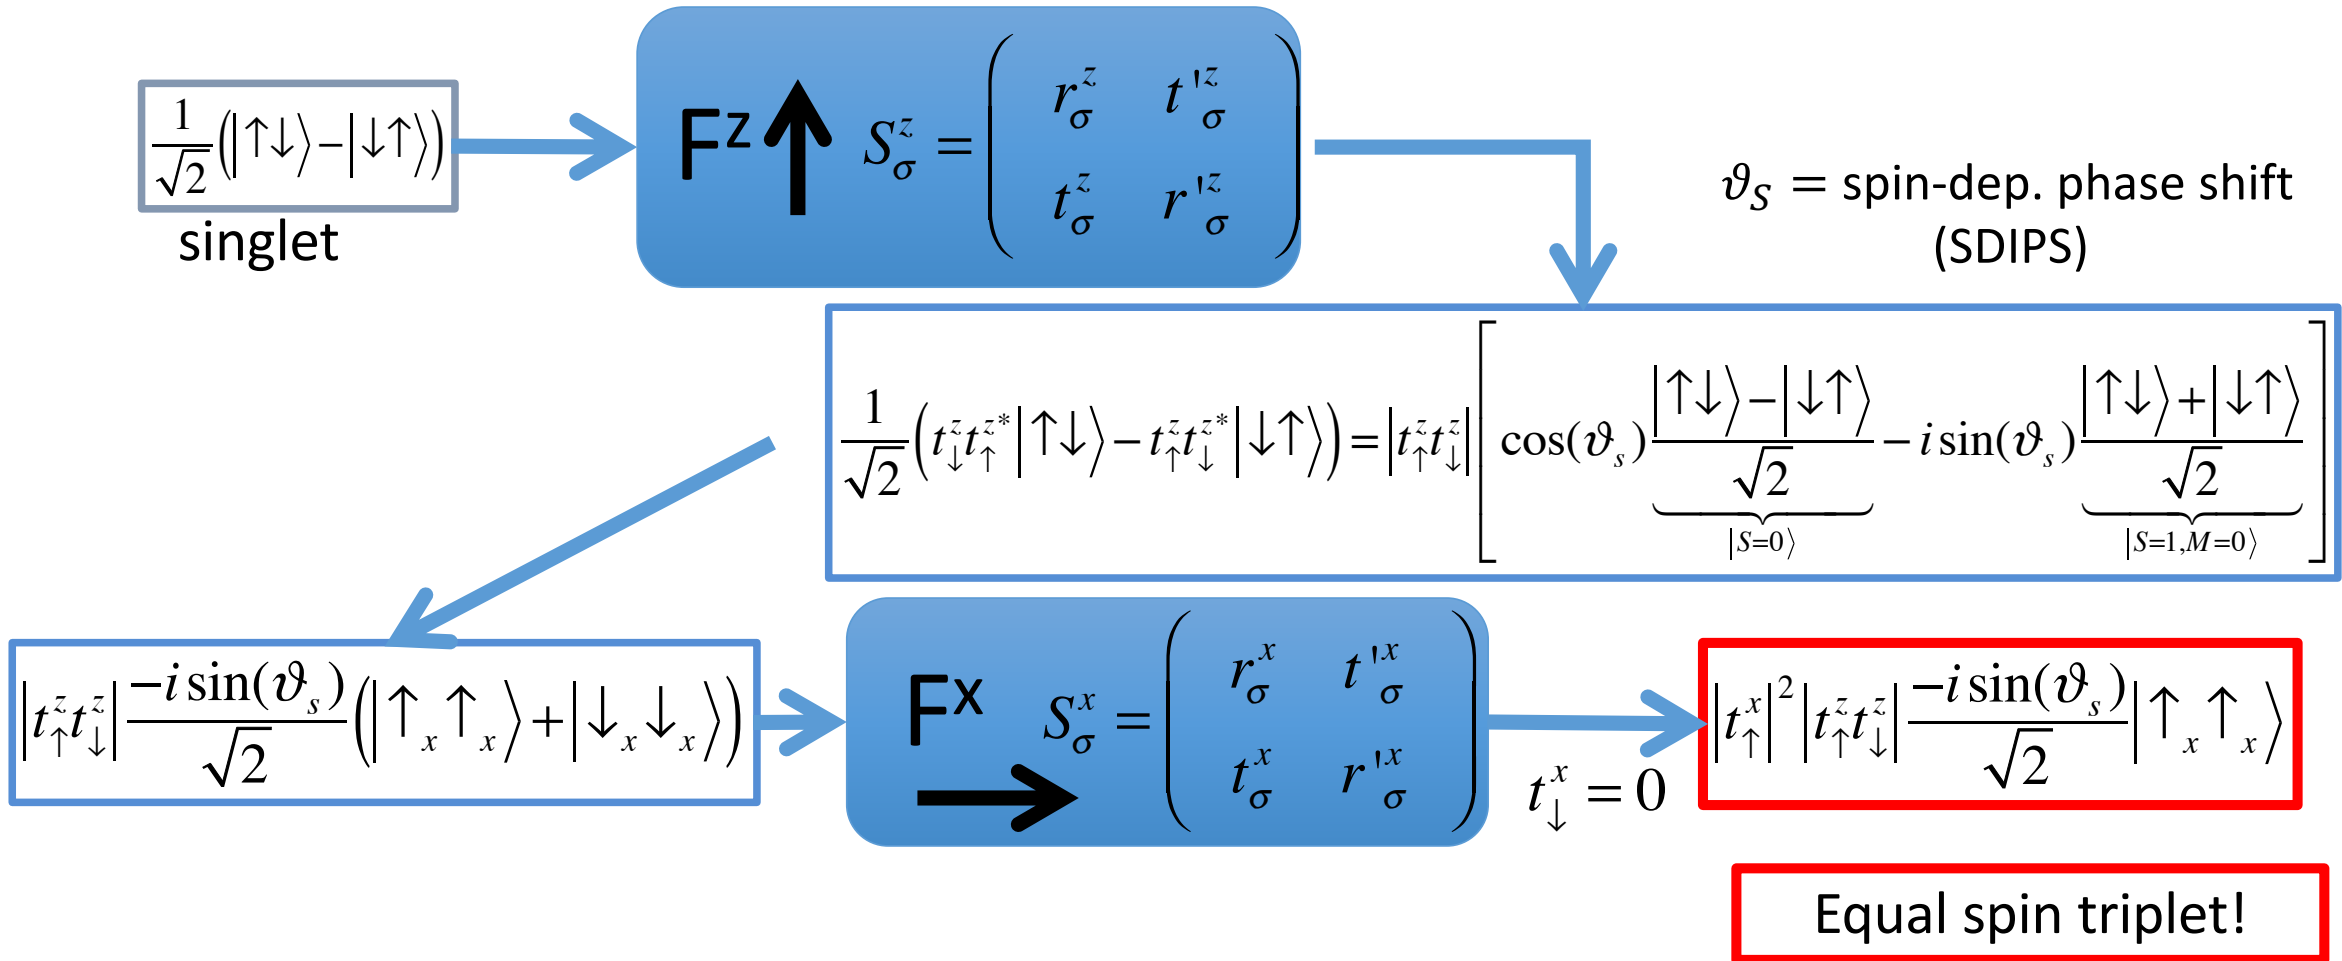 1/√2 (|↑↓⟩−|↓↑⟩)
singlet
F^z S^z_σ = ( r^z_σ t'^z_σ
t^z_σ r'^z_σ )
ϑ_S = spin-dep. phase shift
(SDIPS)
1/√2 (t^z_↓ t^z*_↑ |↑↓⟩ − t^z_↑ t^z*_↓ |↓↑⟩) = |t^z_↑ t^z_↓| [ cos(ϑ_s) (|↑↓⟩−|↓↑⟩)/√2 − i sin(ϑ_s) (|↑↓⟩+|↓↑⟩)/√2 ]
|S=0⟩ |S=1,M=0⟩
|t^z_↑ t^z_↓| −i sin(ϑ_s)/√2 (|↑_x ↑_x⟩+|↓_x ↓_x⟩)
F^x S^x_σ = ( r^x_σ t'^x_σ
t^x_σ r'^x_σ )
t^x_↓ = 0
|t^x_↑|^2 |t^z_↑ t^z_↓| −i sin(ϑ_s)/√2 |↑_x ↑_x⟩
Equal spin triplet!